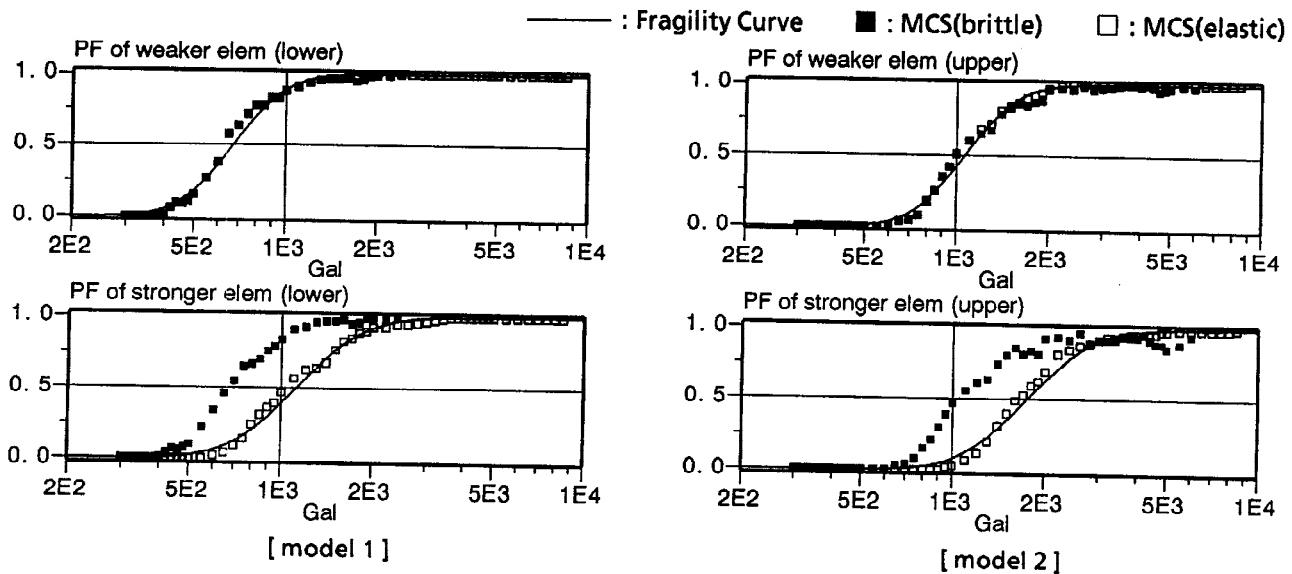 : Fragility Curve ■ : MCS(brittle) □ : MCS(elastic)
PF of weaker elem (lower)
1. 0
0. 5
0. 0
2E2 5E2 1E3 2E3 5E3 1E4
Gal
PF of stronger elem (lower)
1. 0
0. 5
0. 0
2E2 5E2 1E3 2E3 5E3 1E4
Gal
[ model 1 ]
PF of weaker elem (upper)
1. 0
0. 5
0. 0
2E2 5E2 1E3 2E3 5E3 1E4
Gal
PF of stronger elem (upper)
1. 0
0. 5
0. 0
2E2 5E2 1E3 2E3 5E3 1E4
Gal
[ model 2 ]